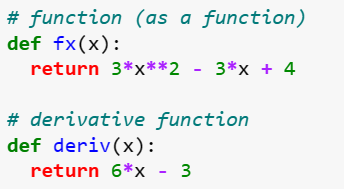 # function (as a function)
def fx(x):
  return 3*x**2 - 3*x + 4

# derivative function
def deriv(x):
  return 6*x - 3